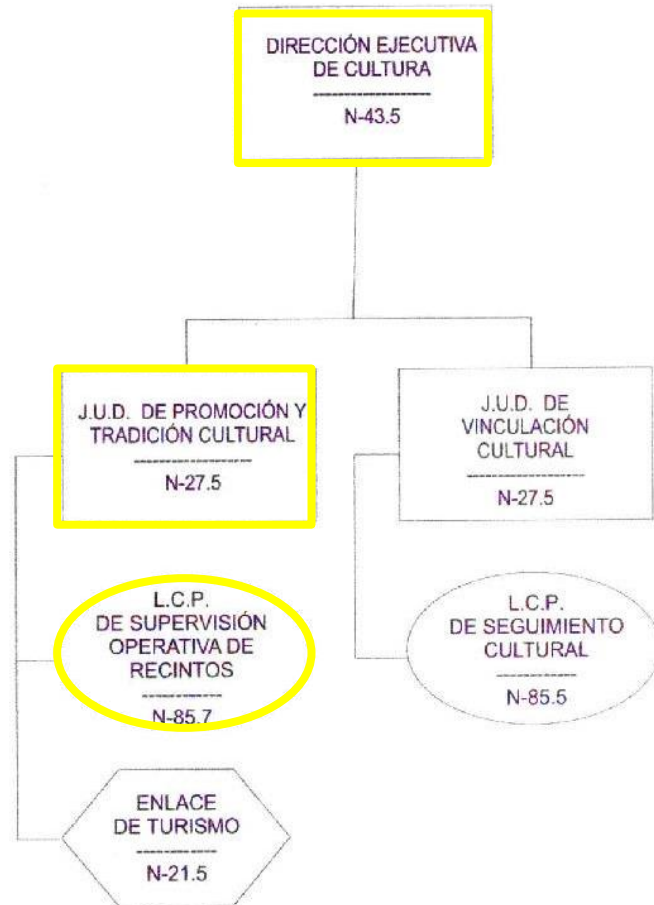 DIRECCIÓN EJECUTIVA
DE CULTURA
-----------------
N-43.5
J.U.D. DE PROMOCIÓN Y
TRADICIÓN CULTURAL
-----------------
N-27.5
J.U.D. DE
VINCULACIÓN
CULTURAL
-----------------
N-27.5
L.C.P.
DE SUPERVISIÓN
OPERATIVA DE
RECINTOS
------------
N-85.7
L.C.P.
DE SEGUIMIENTO
CULTURAL
------------
N-85.5
ENLACE
DE TURISMO
------------
N-21.5